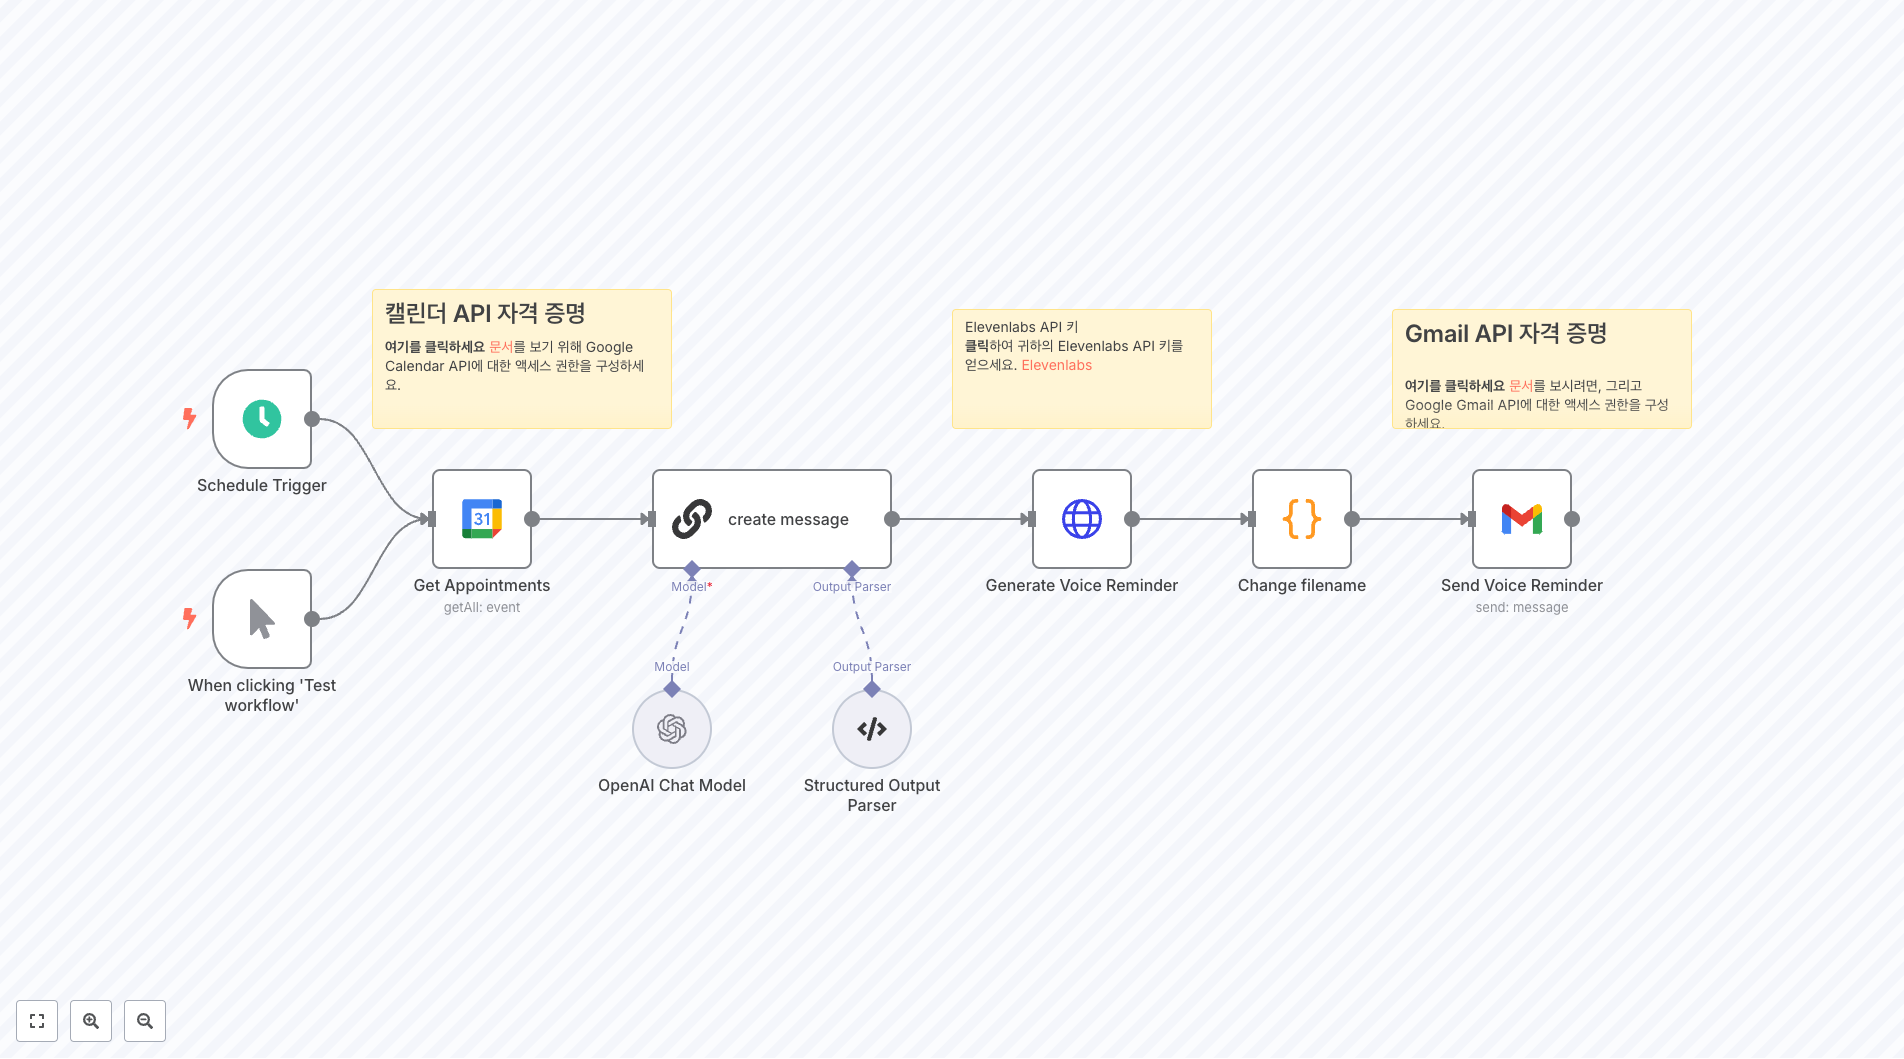 캘린더 API 자격 증명
여기를 클릭하세요 문서를 보기 위해 Google
Calendar API에 대한 액세스 권한을 구성하세
요.
Elevenlabs API 키
클릭하여 귀하의 Elevenlabs API 키를
얻으세요. Elevenlabs
Gmail API 자격 증명
여기를 클릭하세요 문서를 보시려면, 그리고
Google Gmail API에 대한 액세스 권한을 구성
하세요.
Schedule Trigger
31
create message
Get Appointments
getAll: event
Model*
Output Parser
Generate Voice Reminder
Change filename
Send Voice Reminder
send: message
When clicking 'Test
workflow'
Model
Output Parser
OpenAI Chat Model
Structured Output
Parser